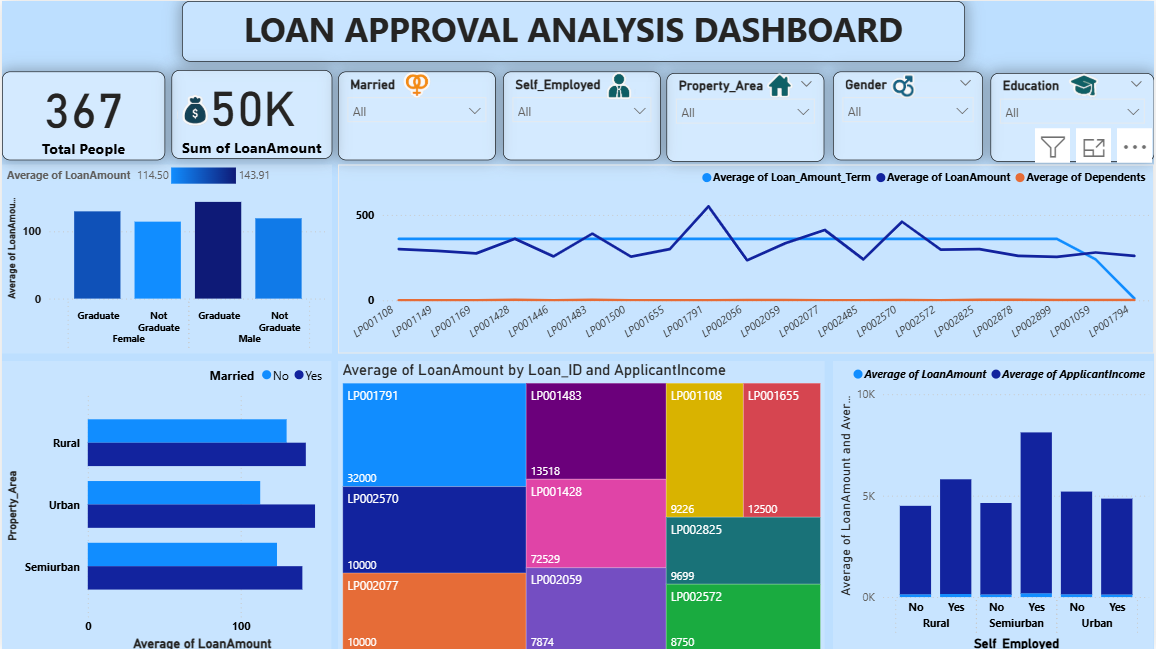 LOAN APPROVAL ANALYSIS DASHBOARD
367
Total People
$ 50K
Sum of LoanAmount
Married
All
Self_Employed
All
Property_Area
All
Gender
All
Education
All
Average of LoanAmount 114.50 143.91
Average of LoanAmou...
100
0
Graduate Not Graduate Graduate Not Graduate
Female Male
Average of Loan_Amount_Term Average of LoanAmount Average of Dependents
500
0
LP001108 LP001149 LP001169 LP001428 LP001446 LP001483 LP001500 LP001655 LP001791 LP002056 LP002059 LP002077 LP002485 LP002570 LP002572 LP002825 LP002878 LP002899 LP001059 LP001794
Married No Yes
Property_Area
Rural
Urban
Semiurban
0 100
Average of LoanAmount
Average of LoanAmount by Loan_ID and ApplicantIncome
LP001791
32000
LP002570
10000
LP002077
10000
LP001483
13518
LP001428
72529
LP002059
7874
LP001108
9226
LP001655
12500
LP002825
9699
LP002572
8750
Average of LoanAmount Average of ApplicantIncome
Average of LoanAmount and Aver...
10K
5K
0K
No Yes No Yes No Yes
Rural Semiurban Urban
Self_Employed